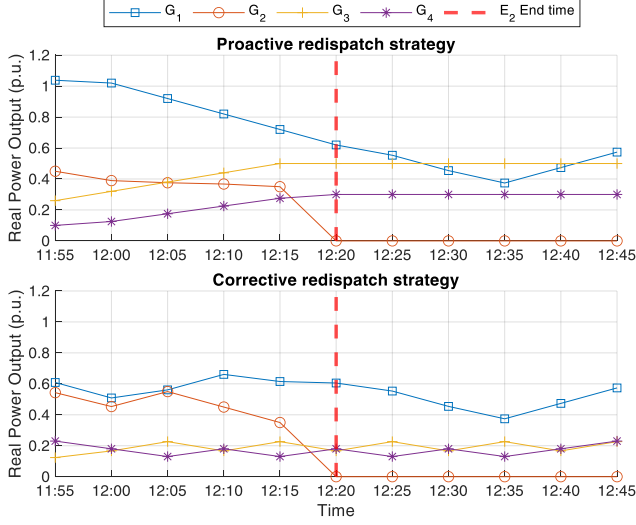 G1 G2 G3 G4 E2 End time
Proactive redispatch strategy
Real Power Output (p.u.)
1.2
1
0.8
0.6
0.4
0.2
0
11:55 12:00 12:05 12:10 12:15 12:20 12:25 12:30 12:35 12:40 12:45
Corrective redispatch strategy
Real Power Output (p.u.)
1.2
1
0.8
0.6
0.4
0.2
0
11:55 12:00 12:05 12:10 12:15 12:20 12:25 12:30 12:35 12:40 12:45
Time